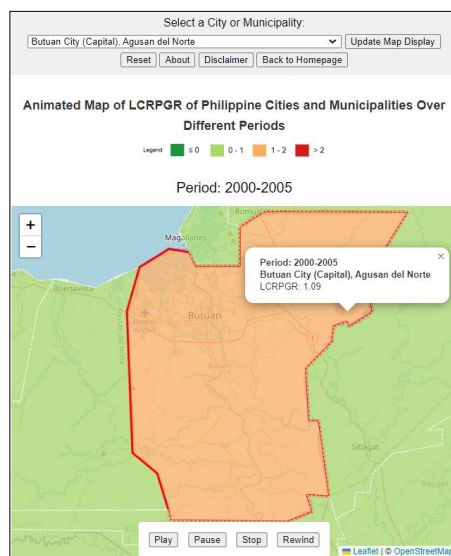 Select a City or Municipality:
Butuan City (Capital), Agusan del Norte Update Map Display
Reset About Disclaimer Back to Homepage
Animated Map of LCRPGR of Philippine Cities and Municipalities Over
Different Periods
Legend: ≤ 0 0 - 1 1 - 2 > 2
Period: 2000-2005
+
−
Romualdez
Magallanes
×
Period: 2000-2005
Butuan City (Capital), Agusan del Norte
LCRPGR: 1.09
Buenavista
Butuan
Sibagat
Play Pause Stop Rewind
Leaflet | © OpenStreetMap